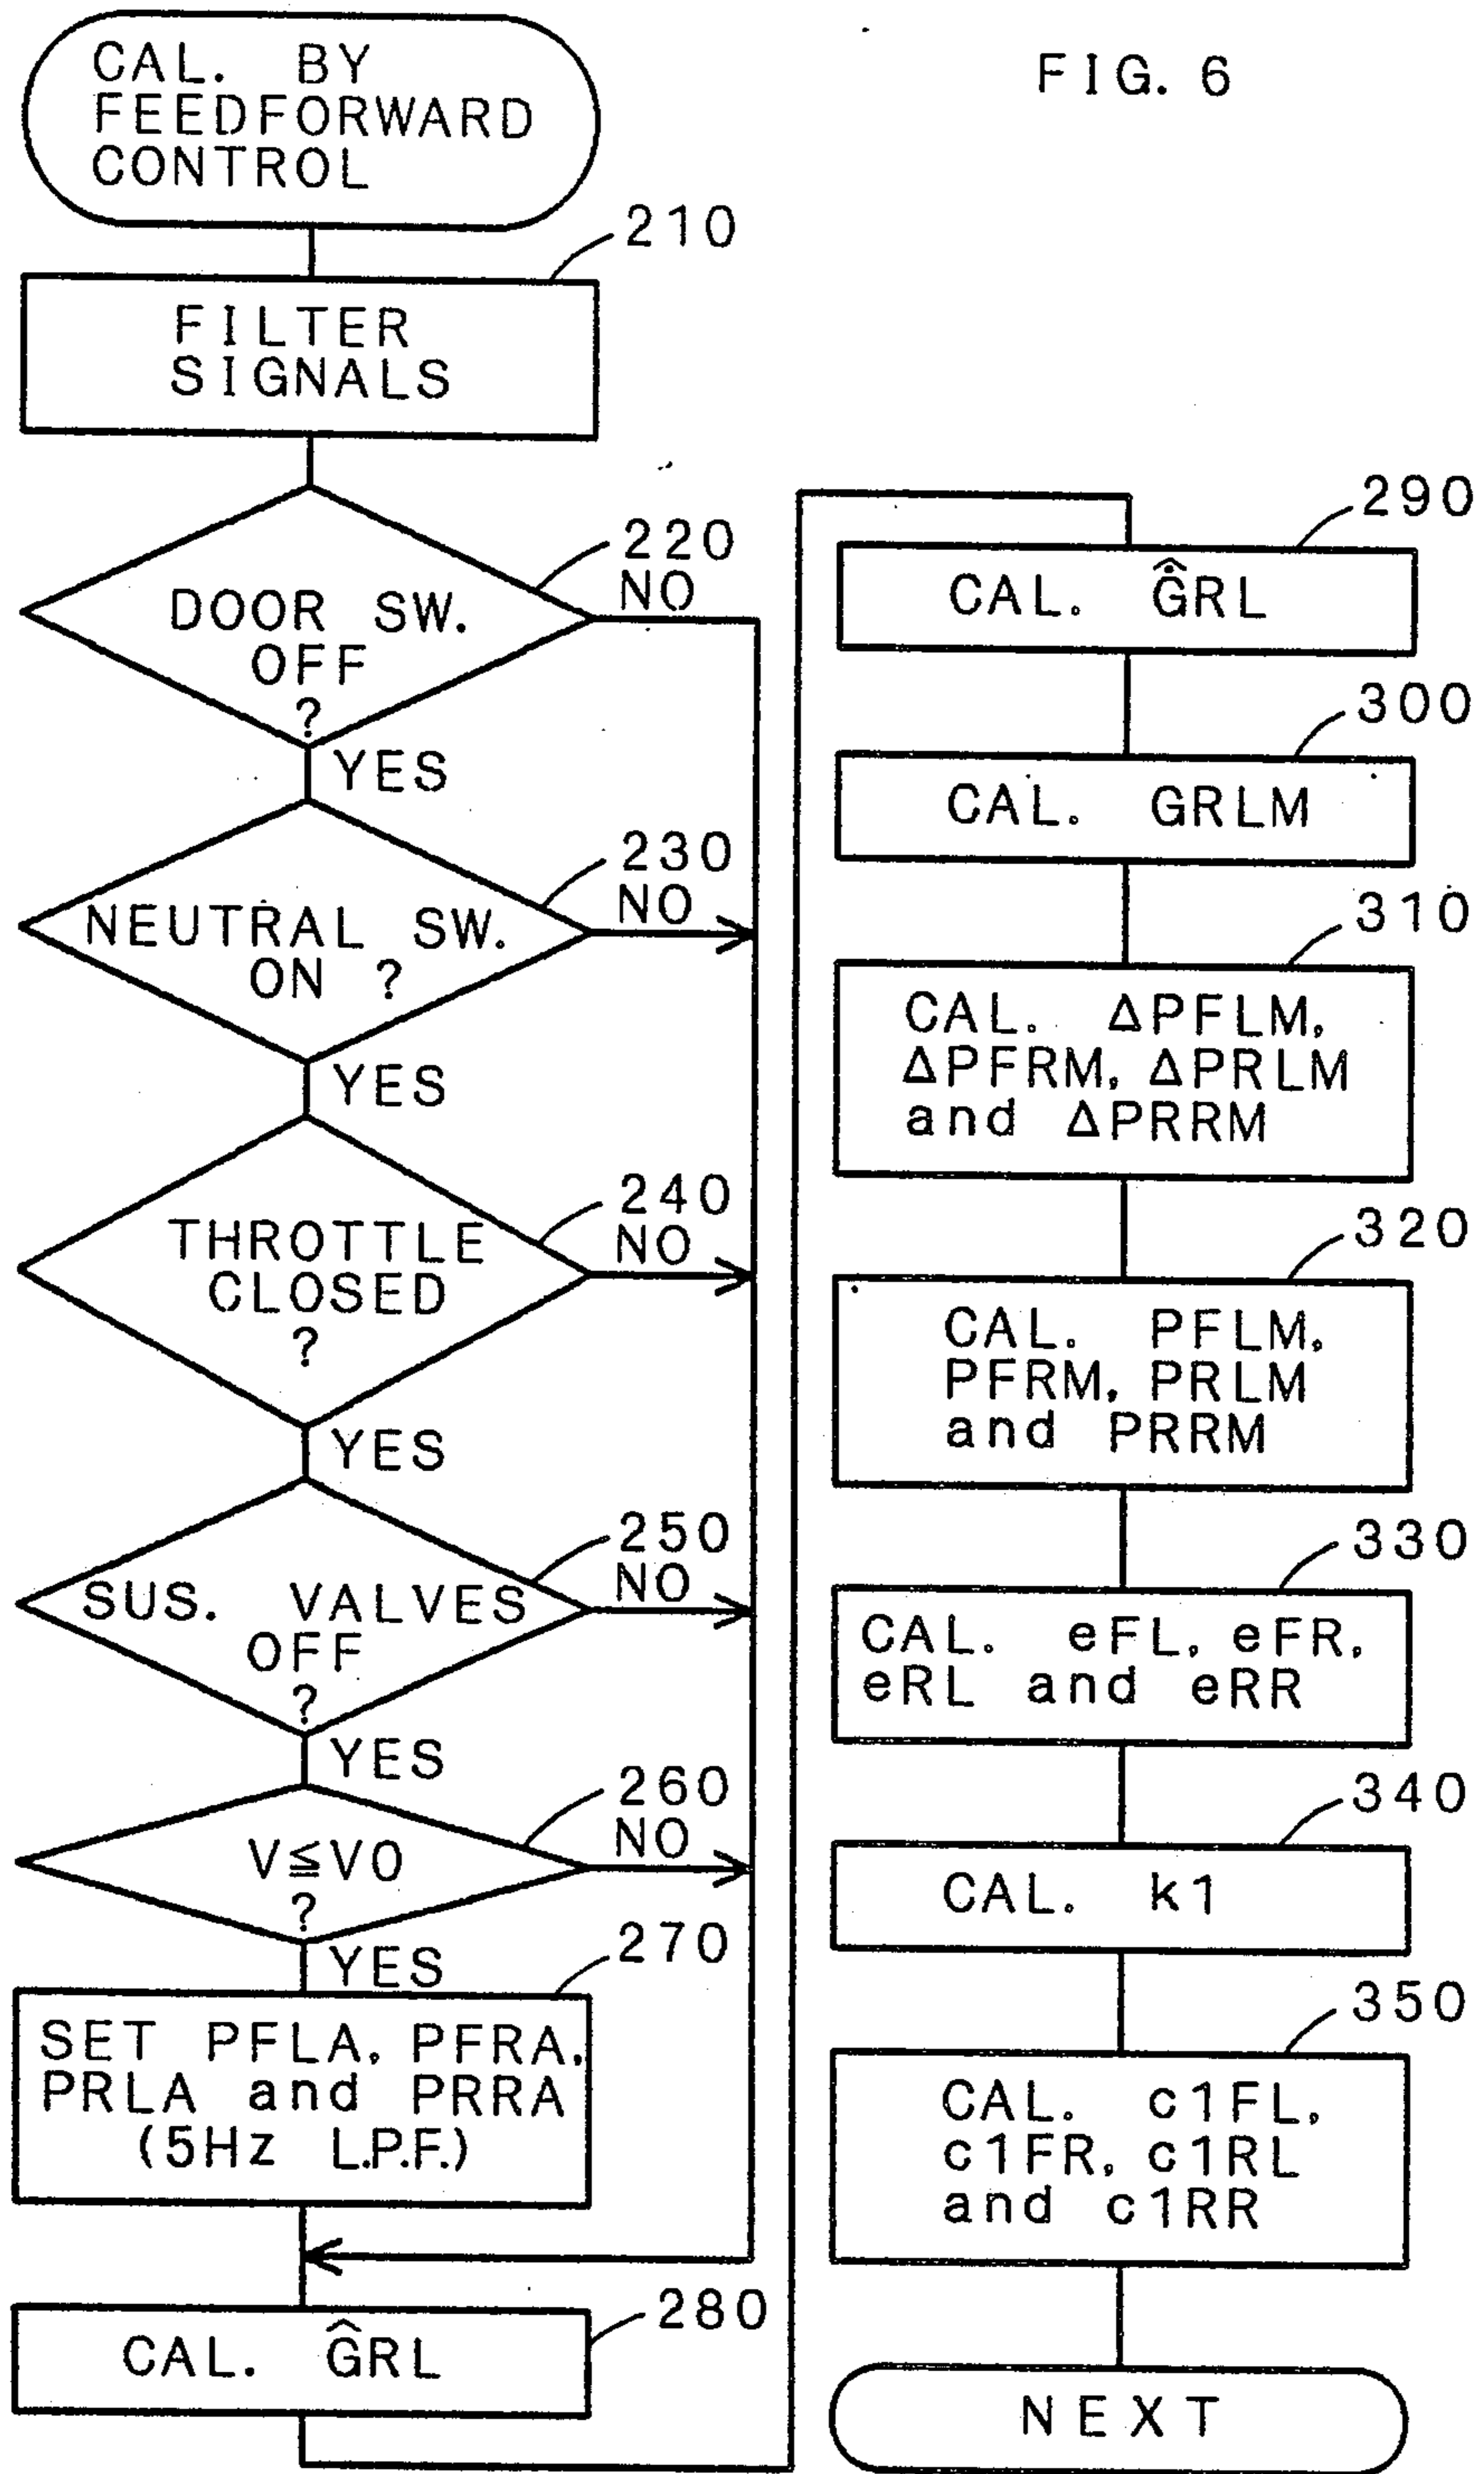 FIG. 6
CAL. BY
FEEDFORWARD
CONTROL
210
FILTER
SIGNALS
220
NO
DOOR SW.
OFF
?
YES
230
NO
NEUTRAL SW.
ON ?
YES
240
NO
THROTTLE
CLOSED
?
YES
250
NO
SUS. VALVES
OFF
?
YES
260
NO
V≦V0
?
YES
270
SET PFLA, PFRA,
PRLA and PRRA
(5Hz L.P.F.)
280
CAL. ĜRL
290
CAL. Ġ̂RL
300
CAL. GRLM
310
CAL. ΔPFLM,
ΔPFRM, ΔPRLM
and ΔPRRM
320
CAL. PFLM,
PFRM, PRLM
and PRRM
330
CAL. eFL, eFR,
eRL and eRR
340
CAL. k1
350
CAL. c1FL,
c1FR, c1RL
and c1RR
NEXT